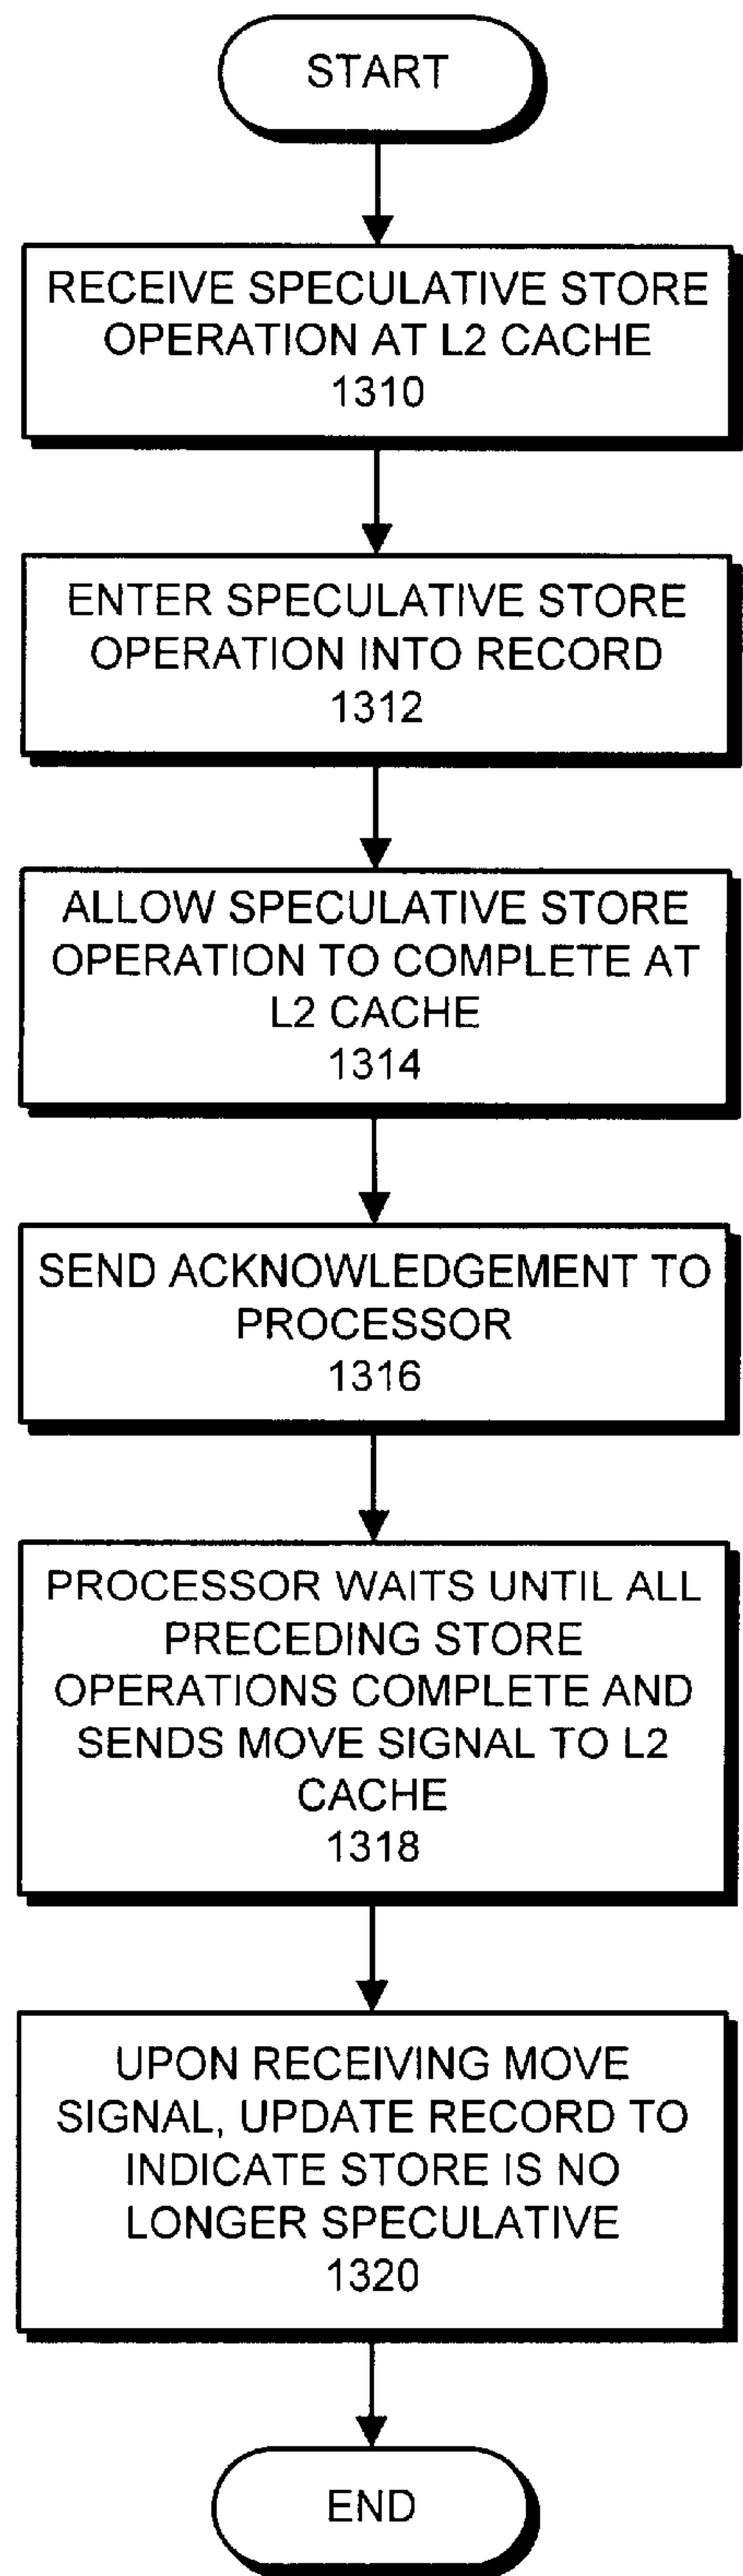 START
RECEIVE SPECULATIVE STORE
OPERATION AT L2 CACHE
1310
ENTER SPECULATIVE STORE
OPERATION INTO RECORD
1312
ALLOW SPECULATIVE STORE
OPERATION TO COMPLETE AT
L2 CACHE
1314
SEND ACKNOWLEDGEMENT TO
PROCESSOR
1316
PROCESSOR WAITS UNTIL ALL
PRECEDING STORE
OPERATIONS COMPLETE AND
SENDS MOVE SIGNAL TO L2
CACHE
1318
UPON RECEIVING MOVE
SIGNAL, UPDATE RECORD TO
INDICATE STORE IS NO
LONGER SPECULATIVE
1320
END